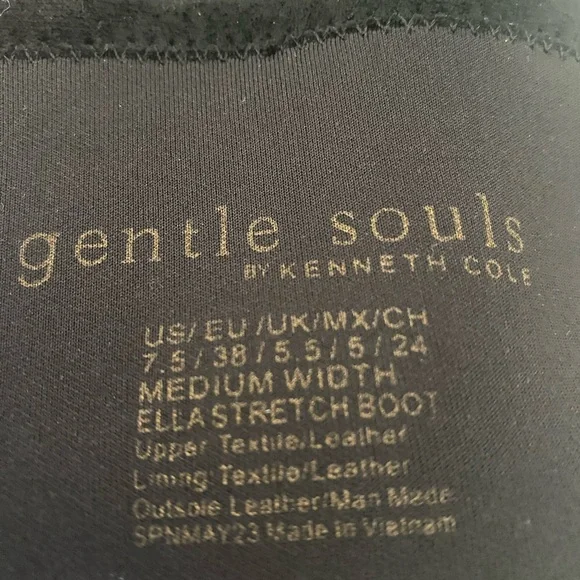 gentle souls
BY KENNETH COLE
US/EU/UK/MX/CH
7.5/38/5.5/5/24
MEDIUM WIDTH
ELLA STRETCH BOOT
Upper Textile/Leather
Lining: Textile/Leather
Outsole Leather/Man Made
SPNMAY23 Made in Vietnam